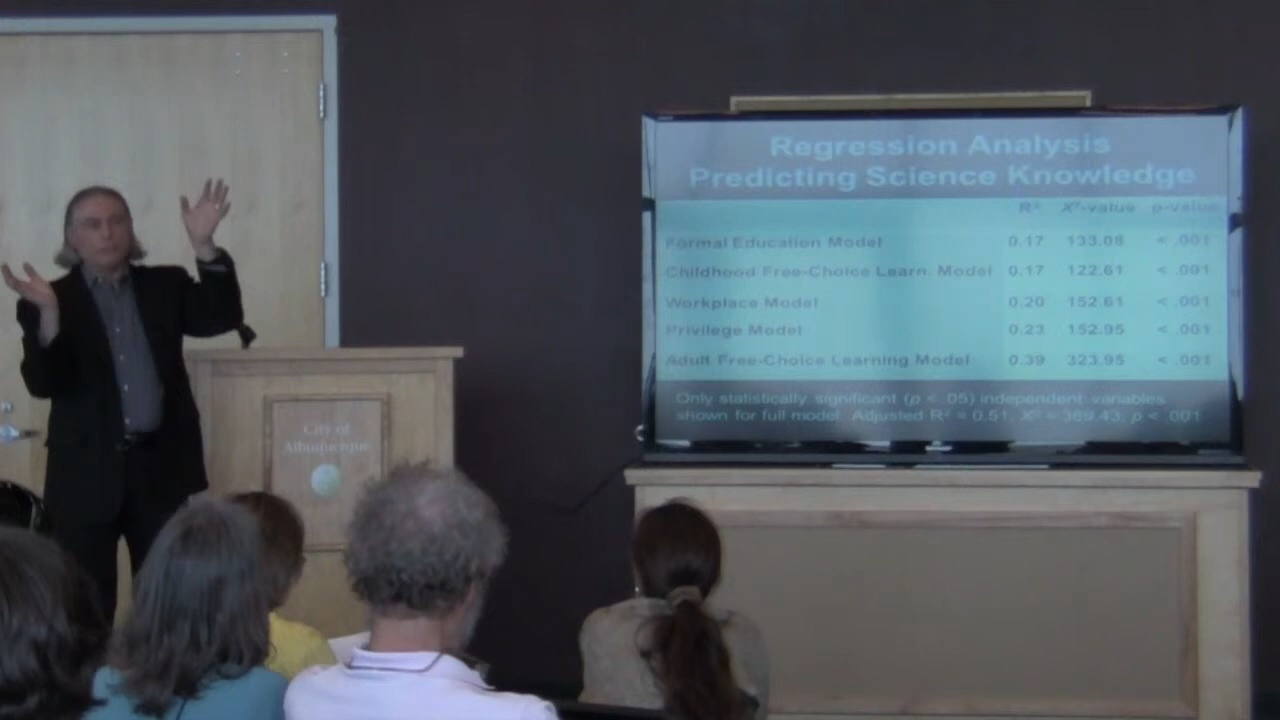 Regression Analysis
Predicting Science Knowledge
R² X²-value p-value
Formal Education Model 0.17 133.08 < .001
Childhood Free-Choice Learn. Model 0.17 122.61 < .001
Workplace Model 0.20 152.61 < .001
Privilege Model 0.23 152.95 < .001
Adult Free-Choice Learning Model 0.39 323.95 < .001
Only statistically significant (p < .05) independent variables
shown for full model. Adjusted R² = 0.51, X² = 369.43, p < .001
City of
Albuquerque